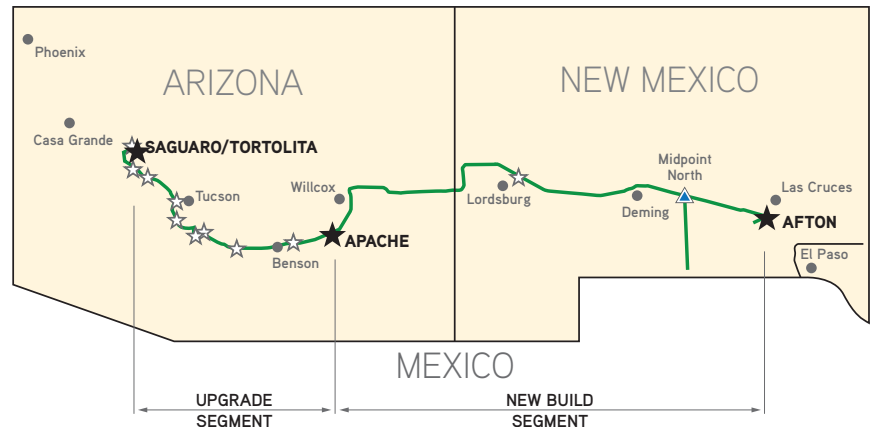 Phoenix
ARIZONA
NEW MEXICO
Casa Grande
SAGUARO/TORTOLITA
Midpoint
North
Tucson
Willcox
Lordsburg
Deming
Las Cruces
AFTON
APACHE
Benson
El Paso
MEXICO
UPGRADE
SEGMENT
NEW BUILD
SEGMENT